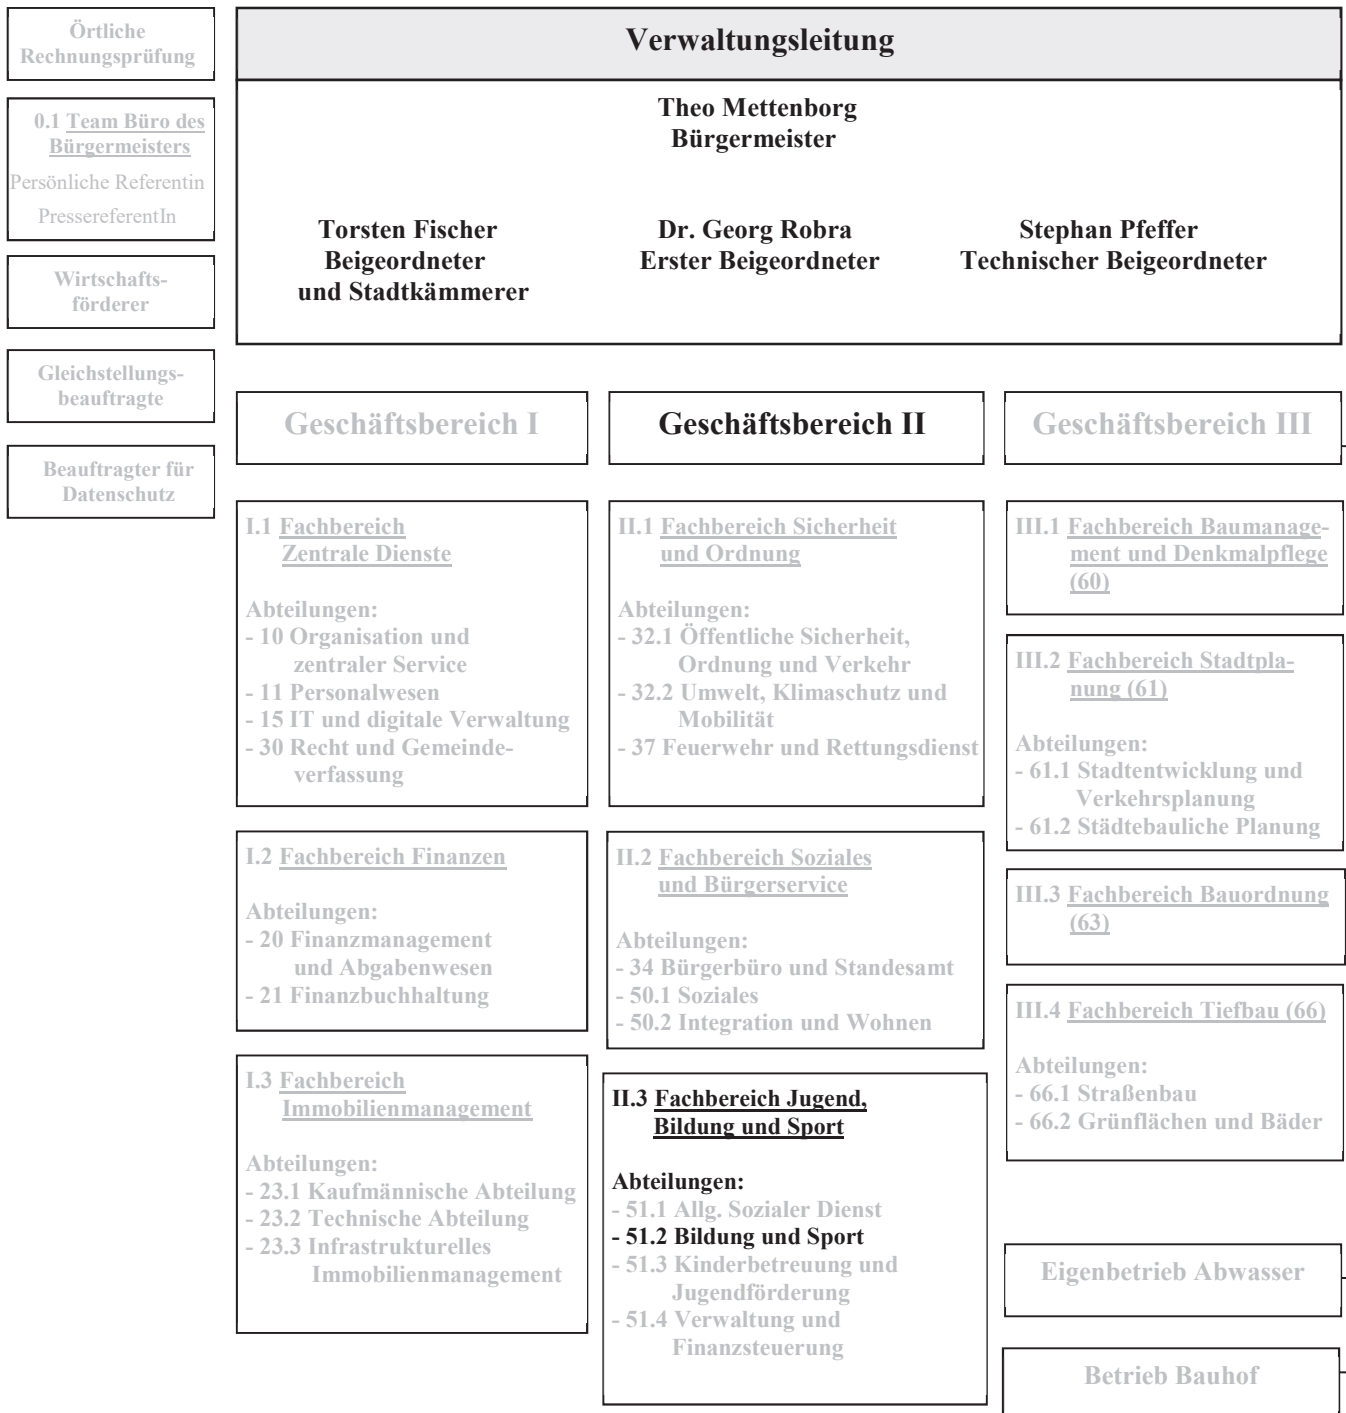 Örtliche
Rechnungsprüfung
0.1 Team Büro des
Bürgermeisters
Persönliche Referentin
PressereferentIn
Wirtschafts-
förderer
Gleichstellungs-
beauftragte
Beauftragter für
Datenschutz
Verwaltungsleitung
Theo Mettenborg
Bürgermeister
Torsten Fischer
Beigeordneter
und Stadtkämmerer
Dr. Georg Robra
Erster Beigeordneter
Stephan Pfeffer
Technischer Beigeordneter
Geschäftsbereich I
I.1 Fachbereich
Zentrale Dienste
Abteilungen:
- 10 Organisation und
zentraler Service
- 11 Personalwesen
- 15 IT und digitale Verwaltung
- 30 Recht und Gemeinde-
verfassung
I.2 Fachbereich Finanzen
Abteilungen:
- 20 Finanzmanagement
und Abgabenwesen
- 21 Finanzbuchhaltung
I.3 Fachbereich
Immobilienmanagement
Abteilungen:
- 23.1 Kaufmännische Abteilung
- 23.2 Technische Abteilung
- 23.3 Infrastrukturelles
Immobilienmanagement
Geschäftsbereich II
II.1 Fachbereich Sicherheit
und Ordnung
Abteilungen:
- 32.1 Öffentliche Sicherheit,
Ordnung und Verkehr
- 32.2 Umwelt, Klimaschutz und
Mobilität
- 37 Feuerwehr und Rettungsdienst
II.2 Fachbereich Soziales
und Bürgerservice
Abteilungen:
- 34 Bürgerbüro und Standesamt
- 50.1 Soziales
- 50.2 Integration und Wohnen
II.3 Fachbereich Jugend,
Bildung und Sport
Abteilungen:
- 51.1 Allg. Sozialer Dienst
- 51.2 Bildung und Sport
- 51.3 Kinderbetreuung und
Jugendförderung
- 51.4 Verwaltung und
Finanzsteuerung
Geschäftsbereich III
III.1 Fachbereich Baumanage-
ment und Denkmalpflege
(60)
III.2 Fachbereich Stadtpla-
nung (61)
Abteilungen:
- 61.1 Stadtentwicklung und
Verkehrsplanung
- 61.2 Städtebauliche Planung
III.3 Fachbereich Bauordnung
(63)
III.4 Fachbereich Tiefbau (66)
Abteilungen:
- 66.1 Straßenbau
- 66.2 Grünflächen und Bäder
Eigenbetrieb Abwasser
Betrieb Bauhof